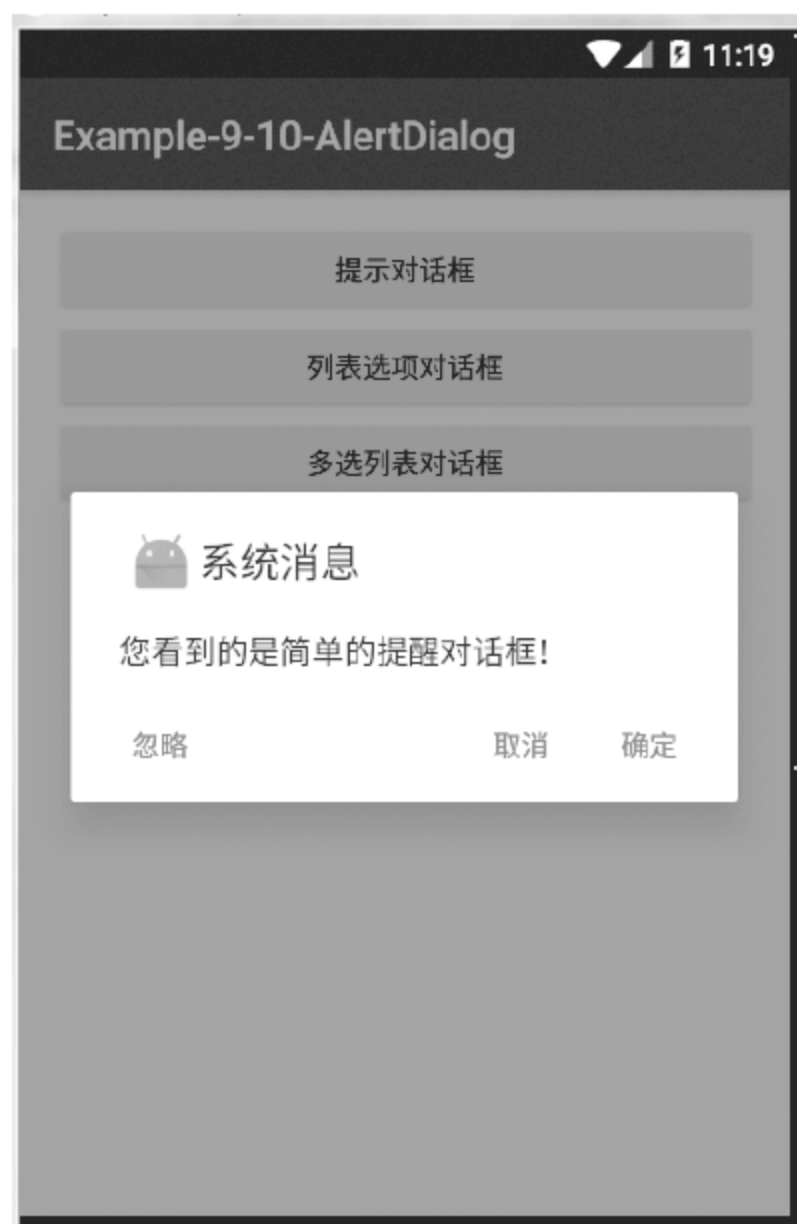 11:19
Example-9-10-AlertDialog
提示对话框
列表选项对话框
多选列表对话框
系统消息
您看到的是简单的提醒对话框!
忽略 取消 确定